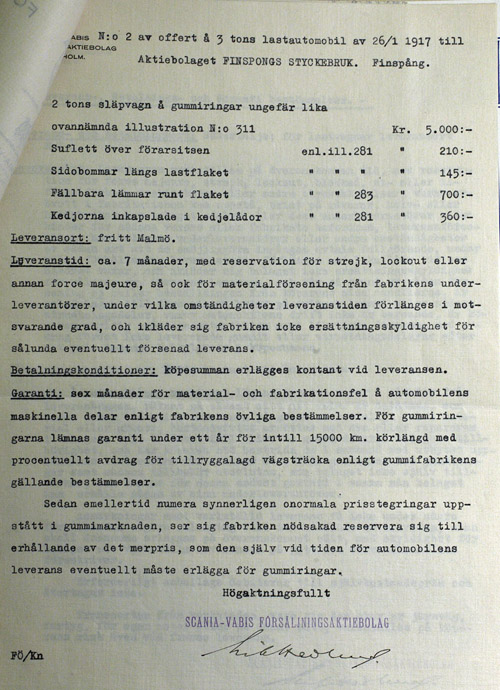 VABIS N:o 2 av offert å 3 tons lastautomobil av 26/1 1917 till
AKTIEBOLAG
HOLM. Aktiebolaget FINSPONGS STYCKEBRUK. Finspång.
2 tons släpvagn å gummiringar ungefär lika
ovannämnda illustration N:o 311 Kr. 5.000:-
Suflett över förarsitsen enl.ill.281 " 210:-
Sidobommar längs lastflaket " " " 145:-
Fällbara lämmar runt flaket " " 283 " 700:-
Kedjorna inkapslade i kedjelådor " " 281 " 360:-
Leveransort: fritt Malmö.
Leveranstid: ca. 7 månader, med reservation för strejk, lockout eller
annan force majeure, så ock för materialförsening från fabrikens under-
leverantörer, under vilka omständigheter leveranstiden förlänges i mot-
svarande grad, och ikläder sig fabriken icke ersättningsskyldighet för
sålunda eventuellt försenad leverans.
Betalningskonditioner: köpesumman erlägges kontant vid leveransen.
Garanti: sex månader för material- och fabrikationsfel å automobilens
maskinella delar enligt fabrikens övliga bestämmelser. För gummirin-
garna lämnas garanti under ett år för intill 15000 km. körlängd med
procentuellt avdrag för tillryggalagd vägsträcka enligt gummifabrikens
gällande bestämmelser.
Sedan emellertid numera synnerligen onormala prisstegringar upp-
stått i gummimarknaden, ser sig fabriken nödsakad reservera sig till
erhållande av det merpris, som den själv vid tiden för automobilens
leverans eventuellt måste erlägga för gummiringar.
Högaktningsfullt
SCANIA-VABIS FÖRSÄLJNINGSAKTIEBOLAG
FÖ/Kn